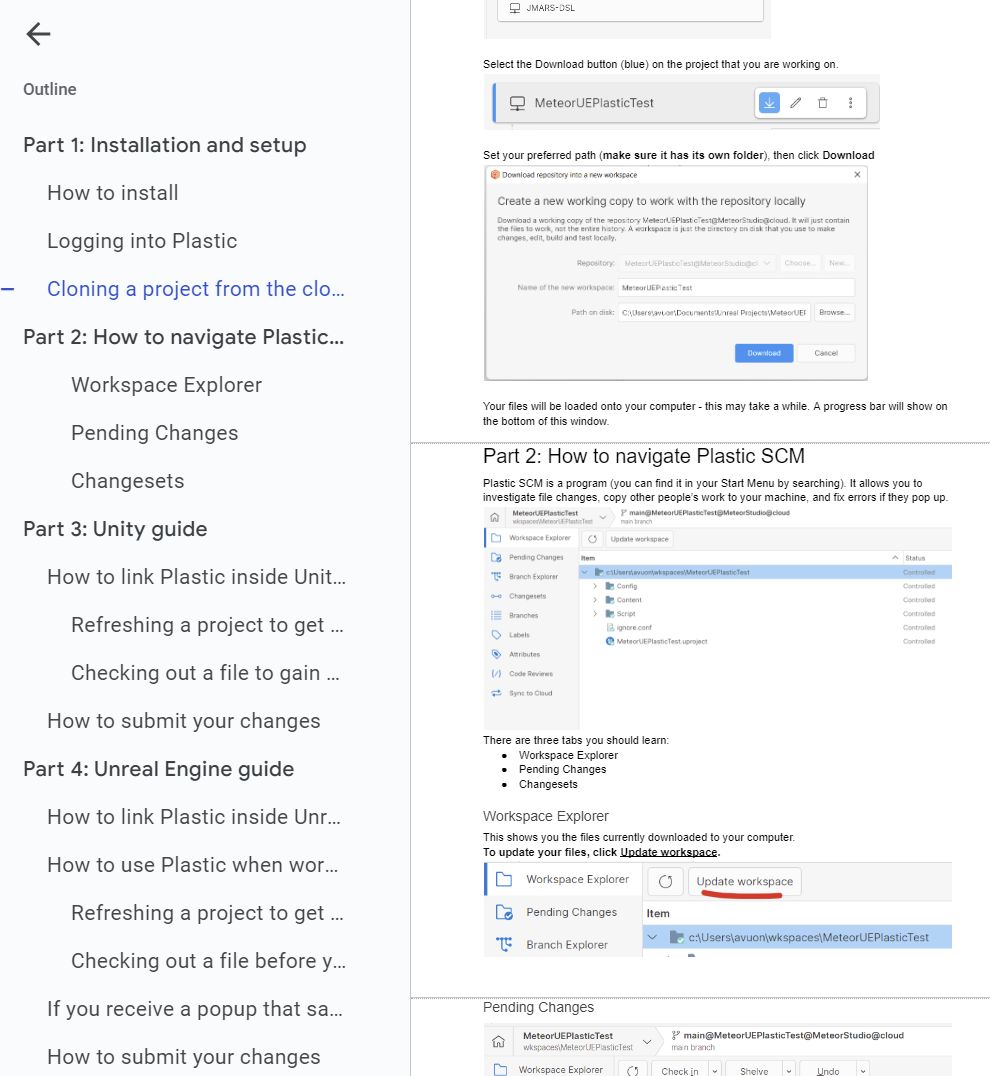 Outline
Part 1: Installation and setup
How to install
Logging into Plastic
Cloning a project from the clo...
Part 2: How to navigate Plastic...
Workspace Explorer
Pending Changes
Changesets
Part 3: Unity guide
How to link Plastic inside Unit...
Refreshing a project to get ...
Checking out a file to gain ...
How to submit your changes
Part 4: Unreal Engine guide
How to link Plastic inside Unr...
How to use Plastic when wor...
Refreshing a project to get ...
Checking out a file before y...
If you receive a popup that sa...
How to submit your changes
JMARS-DSL
Select the Download button (blue) on the project that you are working on.
MeteorUEPlasticTest
Set your preferred path (make sure it has its own folder), then click Download
Download repository into a new workspace
Create a new working copy to work with the repository locally
Download a working copy of the repository MeteorUEPlasticTest@MeteorStudio@cloud. It will just contain
the files to work, not the entire history. A workspace is just the directory on disk that you use to make
changes, edit, build and test locally.
Repository: MeteorUEPlasticTest@MeteorStudio@cl Choose... New...
Name of the new workspace: MeteorUEPlasticTest
Path on disk: C:\Users\avuon\Documents\Unreal Projects\MeteorUEF Browse...
Download Cancel
Your files will be loaded onto your computer - this may take a while. A progress bar will show on
the bottom of this window.
Part 2: How to navigate Plastic SCM
Plastic SCM is a program (you can find it in your Start Menu by searching). It allows you to
investigate file changes, copy other people's work to your machine, and fix errors if they pop up.
MeteorUEPlasticTest main@MeteorUEPlasticTest@MeteorStudio@cloud
wkspaces\MeteorUEPlasticTest main branch
Workspace Explorer Update workspace
Pending Changes Item Status
c:\Users\avuon\wkspaces\MeteorUEPlasticTest Controlled
Branch Explorer Config Controlled
Changesets Content Controlled
Branches Script Controlled
ignore.conf Controlled
Labels MeteorUEPlasticTest.uproject Controlled
Attributes
Code Reviews
Sync to Cloud
There are three tabs you should learn:
● Workspace Explorer
● Pending Changes
● Changesets
Workspace Explorer
This shows you the files currently downloaded to your computer.
To update your files, click Update workspace.
Workspace Explorer Update workspace
Pending Changes Item
Branch Explorer c:\Users\avuon\wkspaces\MeteorUEPlasticTest
Pending Changes
MeteorUEPlasticTest main@MeteorUEPlasticTest@MeteorStudio@cloud
wkspaces\MeteorUEPlasticTest main branch
Workspace Explorer Check in Shelve Undo